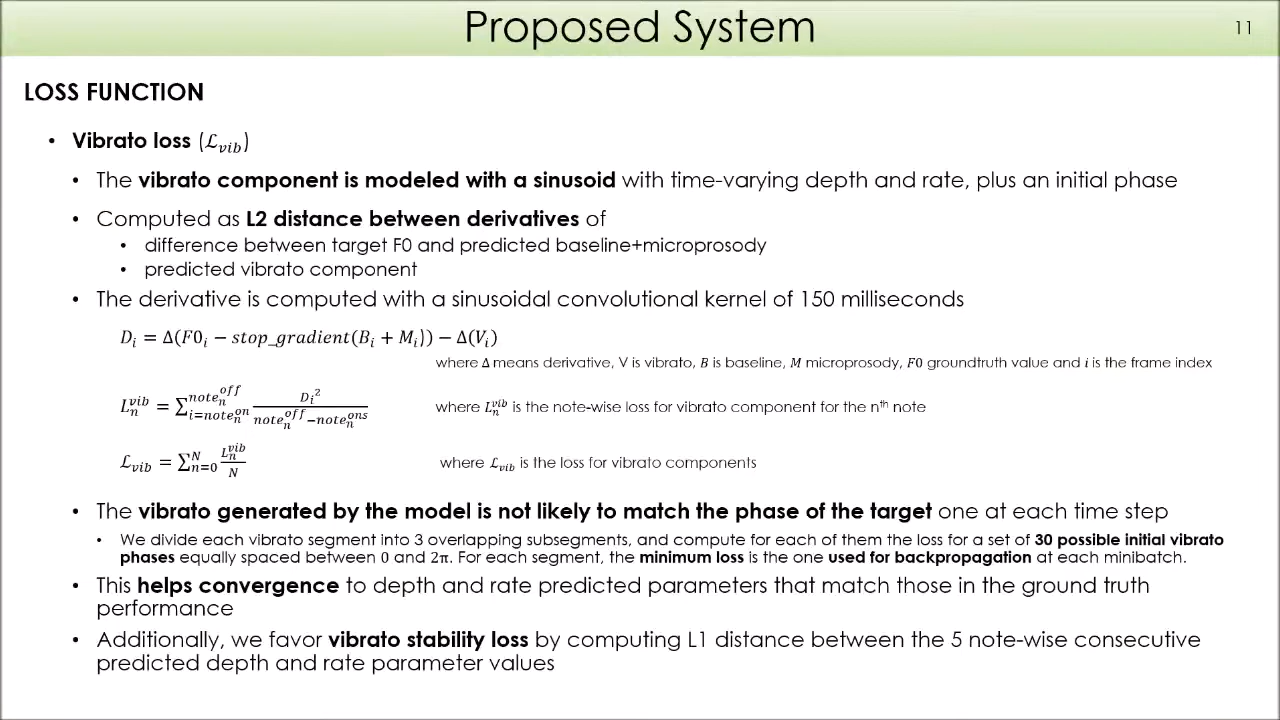 Proposed System
11
LOSS FUNCTION
• Vibrato loss (ℒ_vib)
• The vibrato component is modeled with a sinusoid with time-varying depth and rate, plus an initial phase
• Computed as L2 distance between derivatives of
• difference between target F0 and predicted baseline+microprosody
• predicted vibrato component
• The derivative is computed with a sinusoidal convolutional kernel of 150 milliseconds
D_i = Δ(F0_i − stop_gradient(B_i + M_i)) − Δ(V_i)
where Δ means derivative, V is vibrato, B is baseline, M microprosody, F0 groundtruth value and i is the frame index
L_n^vib = ∑_{i=note_n^on}^{note_n^off} D_i^2 / (note_n^off − note_n^ons) where L_n^vib is the note-wise loss for vibrato component for the nth note
ℒ_vib = ∑_{n=0}^{N} L_n^vib / N where ℒ_vib is the loss for vibrato components
• The vibrato generated by the model is not likely to match the phase of the target one at each time step
• We divide each vibrato segment into 3 overlapping subsegments, and compute for each of them the loss for a set of 30 possible initial vibrato
phases equally spaced between 0 and 2π. For each segment, the minimum loss is the one used for backpropagation at each minibatch.
• This helps convergence to depth and rate predicted parameters that match those in the ground truth
performance
• Additionally, we favor vibrato stability loss by computing L1 distance between the 5 note-wise consecutive
predicted depth and rate parameter values